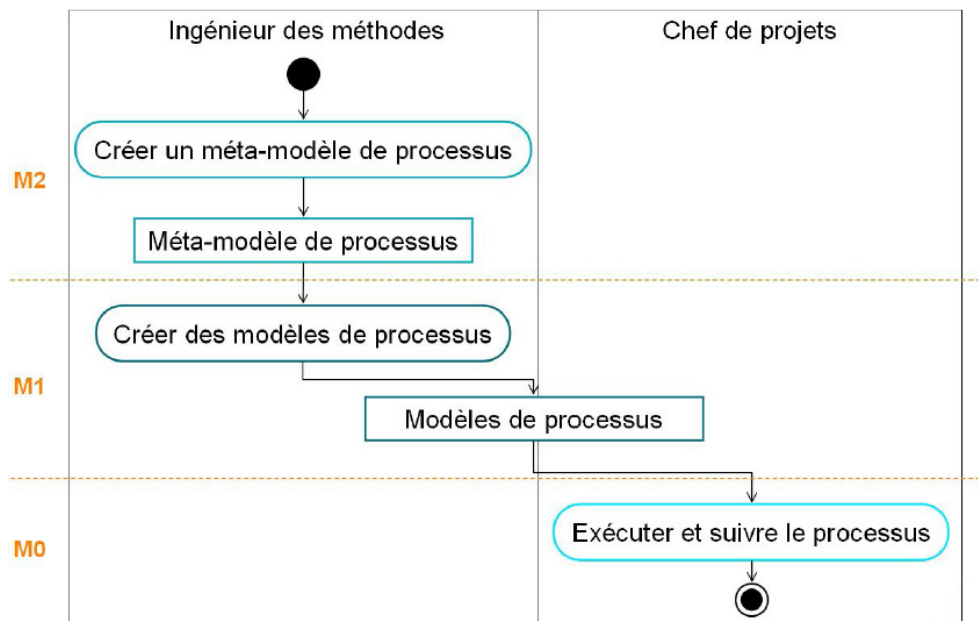 Ingénieur des méthodes
Chef de projets
Créer un méta-modèle de processus
M2
Méta-modèle de processus
Créer des modèles de processus
M1
Modèles de processus
Exécuter et suivre le processus
M0